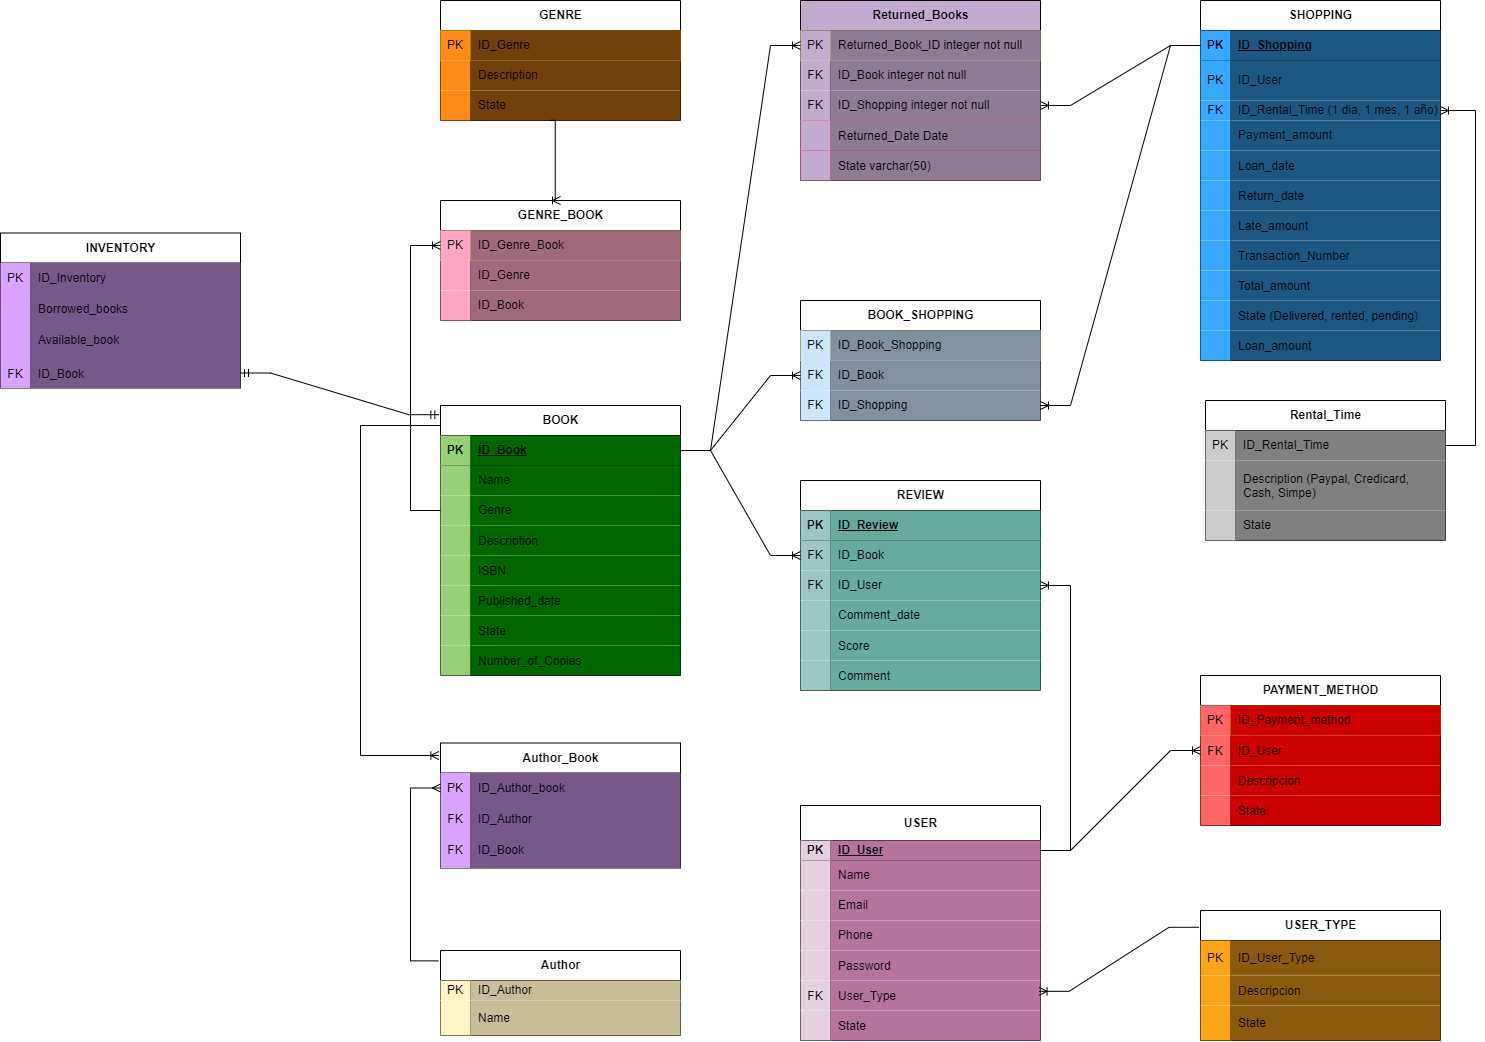 GENRE
PK ID_Genre
Description
State
GENRE_BOOK
PK ID_Genre_Book
ID_Genre
ID_Book
INVENTORY
PK ID_Inventory
Borrowed_books
Available_book
FK ID_Book
BOOK
PK ID_Book
Name
Genre
Description
ISBN
Published_date
State
Number_of_Copies
Author_Book
PK ID_Author_book
FK ID_Author
FK ID_Book
Author
PK ID_Author
Name
Returned_Books
PK Returned_Book_ID integer not null
FK ID_Book integer not null
FK ID_Shopping integer not null
Returned_Date Date
State varchar(50)
BOOK_SHOPPING
PK ID_Book_Shopping
FK ID_Book
FK ID_Shopping
REVIEW
PK ID_Review
FK ID_Book
FK ID_User
Comment_date
Score
Comment
USER
PK ID_User
Name
Email
Phone
Password
FK User_Type
State
SHOPPING
PK ID_Shopping
PK ID_User
FK ID_Rental_Time (1 dia, 1 mes, 1 año)
Payment_amount
Loan_date
Return_date
Late_amount
Transaction_Number
Total_amount
State (Delivered, rented, pending)
Loan_amount
Rental_Time
PK ID_Rental_Time
Description (Paypal, Credicard,
Cash, Simpe)
State
PAYMENT_METHOD
PK ID_Payment_method
FK ID_User
Descripcion
State
USER_TYPE
PK ID_User_Type
Descripcion
State